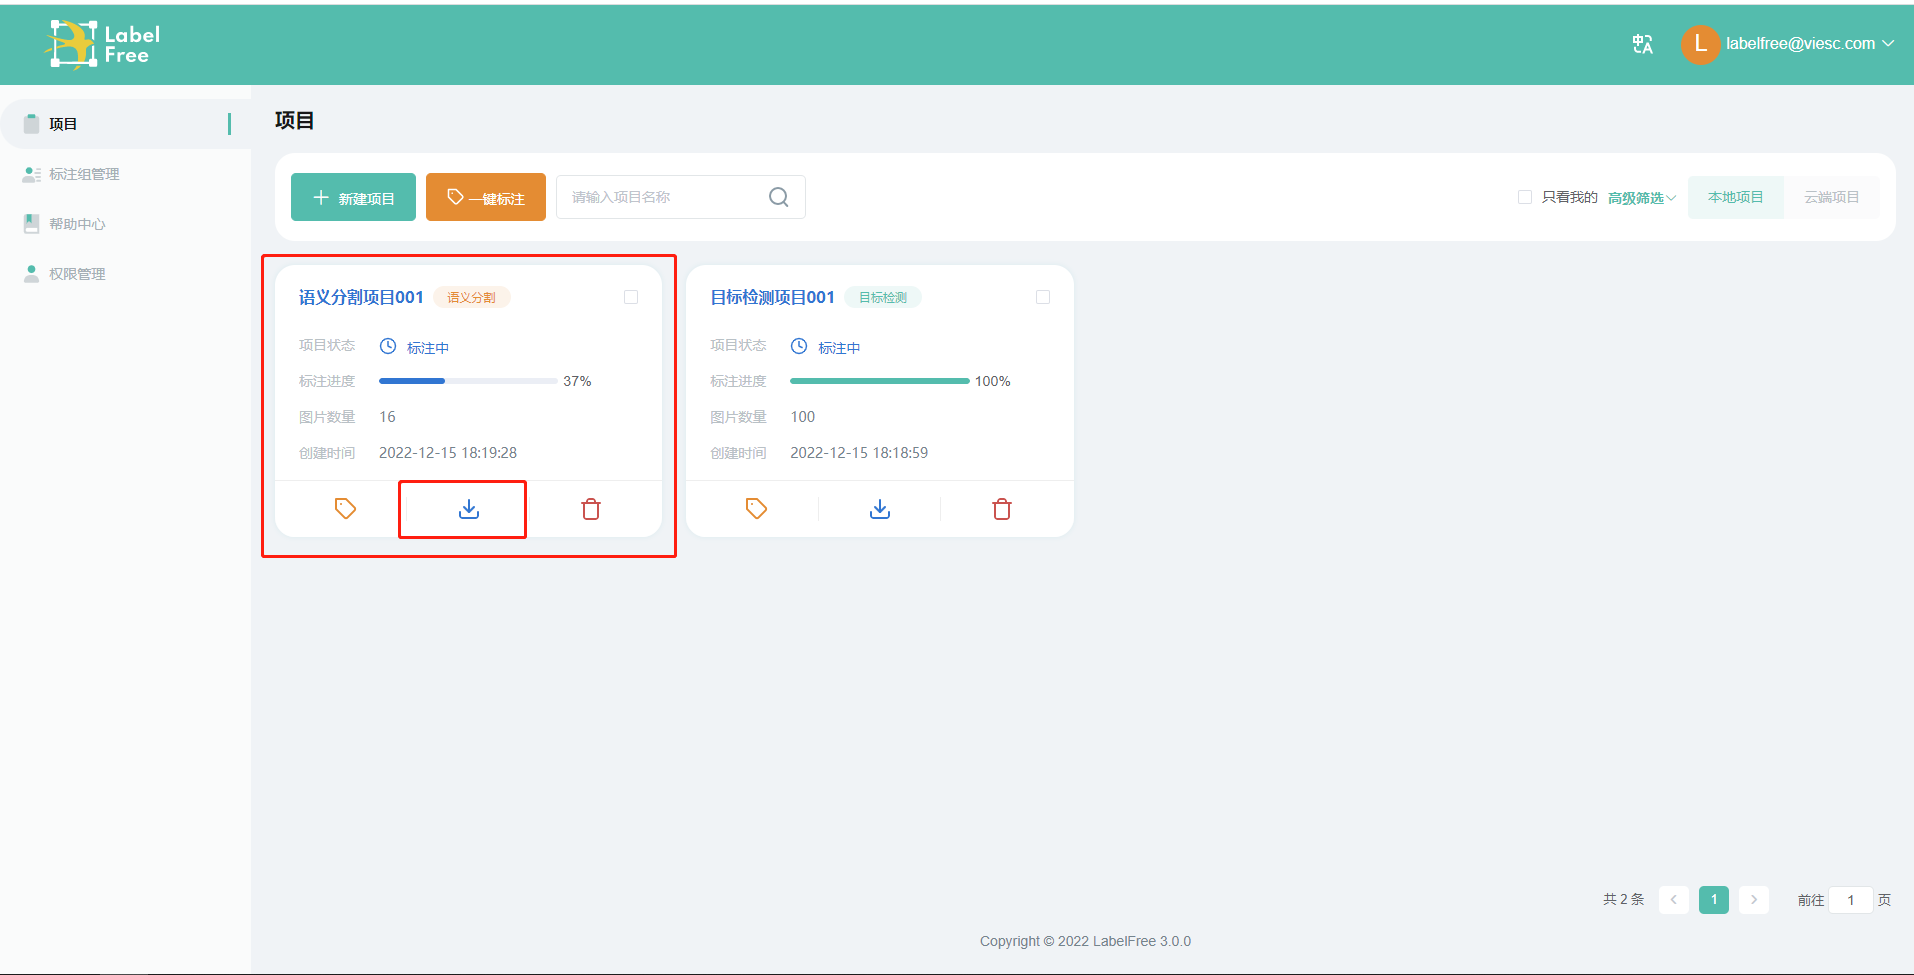 Label
Free
L labelfree@viesc.com
项目
标注组管理
帮助中心
权限管理
项目
新建项目
一键标注
请输入项目名称
只看我的 高级筛选 本地项目 云端项目
语义分割项目001 语义分割
项目状态 标注中
标注进度 37%
图片数量 16
创建时间 2022-12-15 18:19:28
目标检测项目001 目标检测
项目状态 标注中
标注进度 100%
图片数量 100
创建时间 2022-12-15 18:18:59
共 2 条 1 前往 1 页
Copyright © 2022 LabelFree 3.0.0